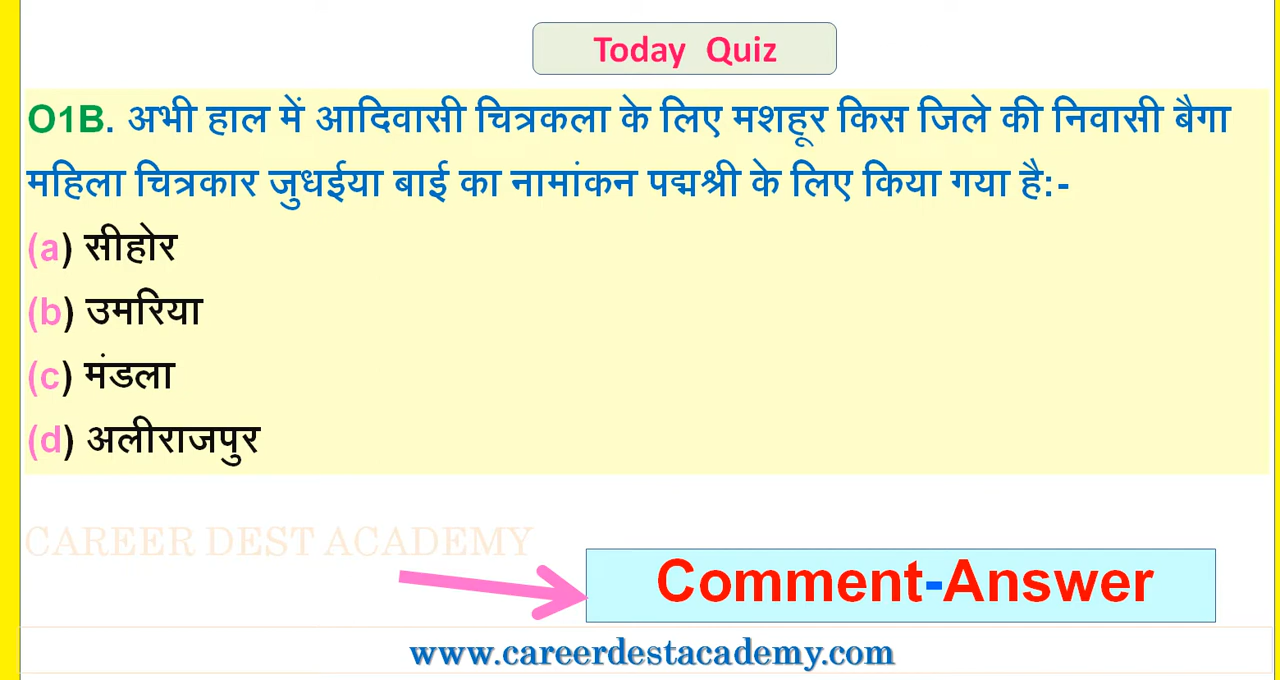 Today Quiz
O1B. अभी हाल में आदिवासी चित्रकला के लिए मशहूर किस जिले की निवासी बैगा
महिला चित्रकार जुधईया बाई का नामांकन पद्मश्री के लिए किया गया है:-
(a) सीहोर
(b) उमरिया
(c) मंडला
(d) अलीराजपुर
CAREER DEST ACADEMY
Comment-Answer
www.careerdestacademy.com